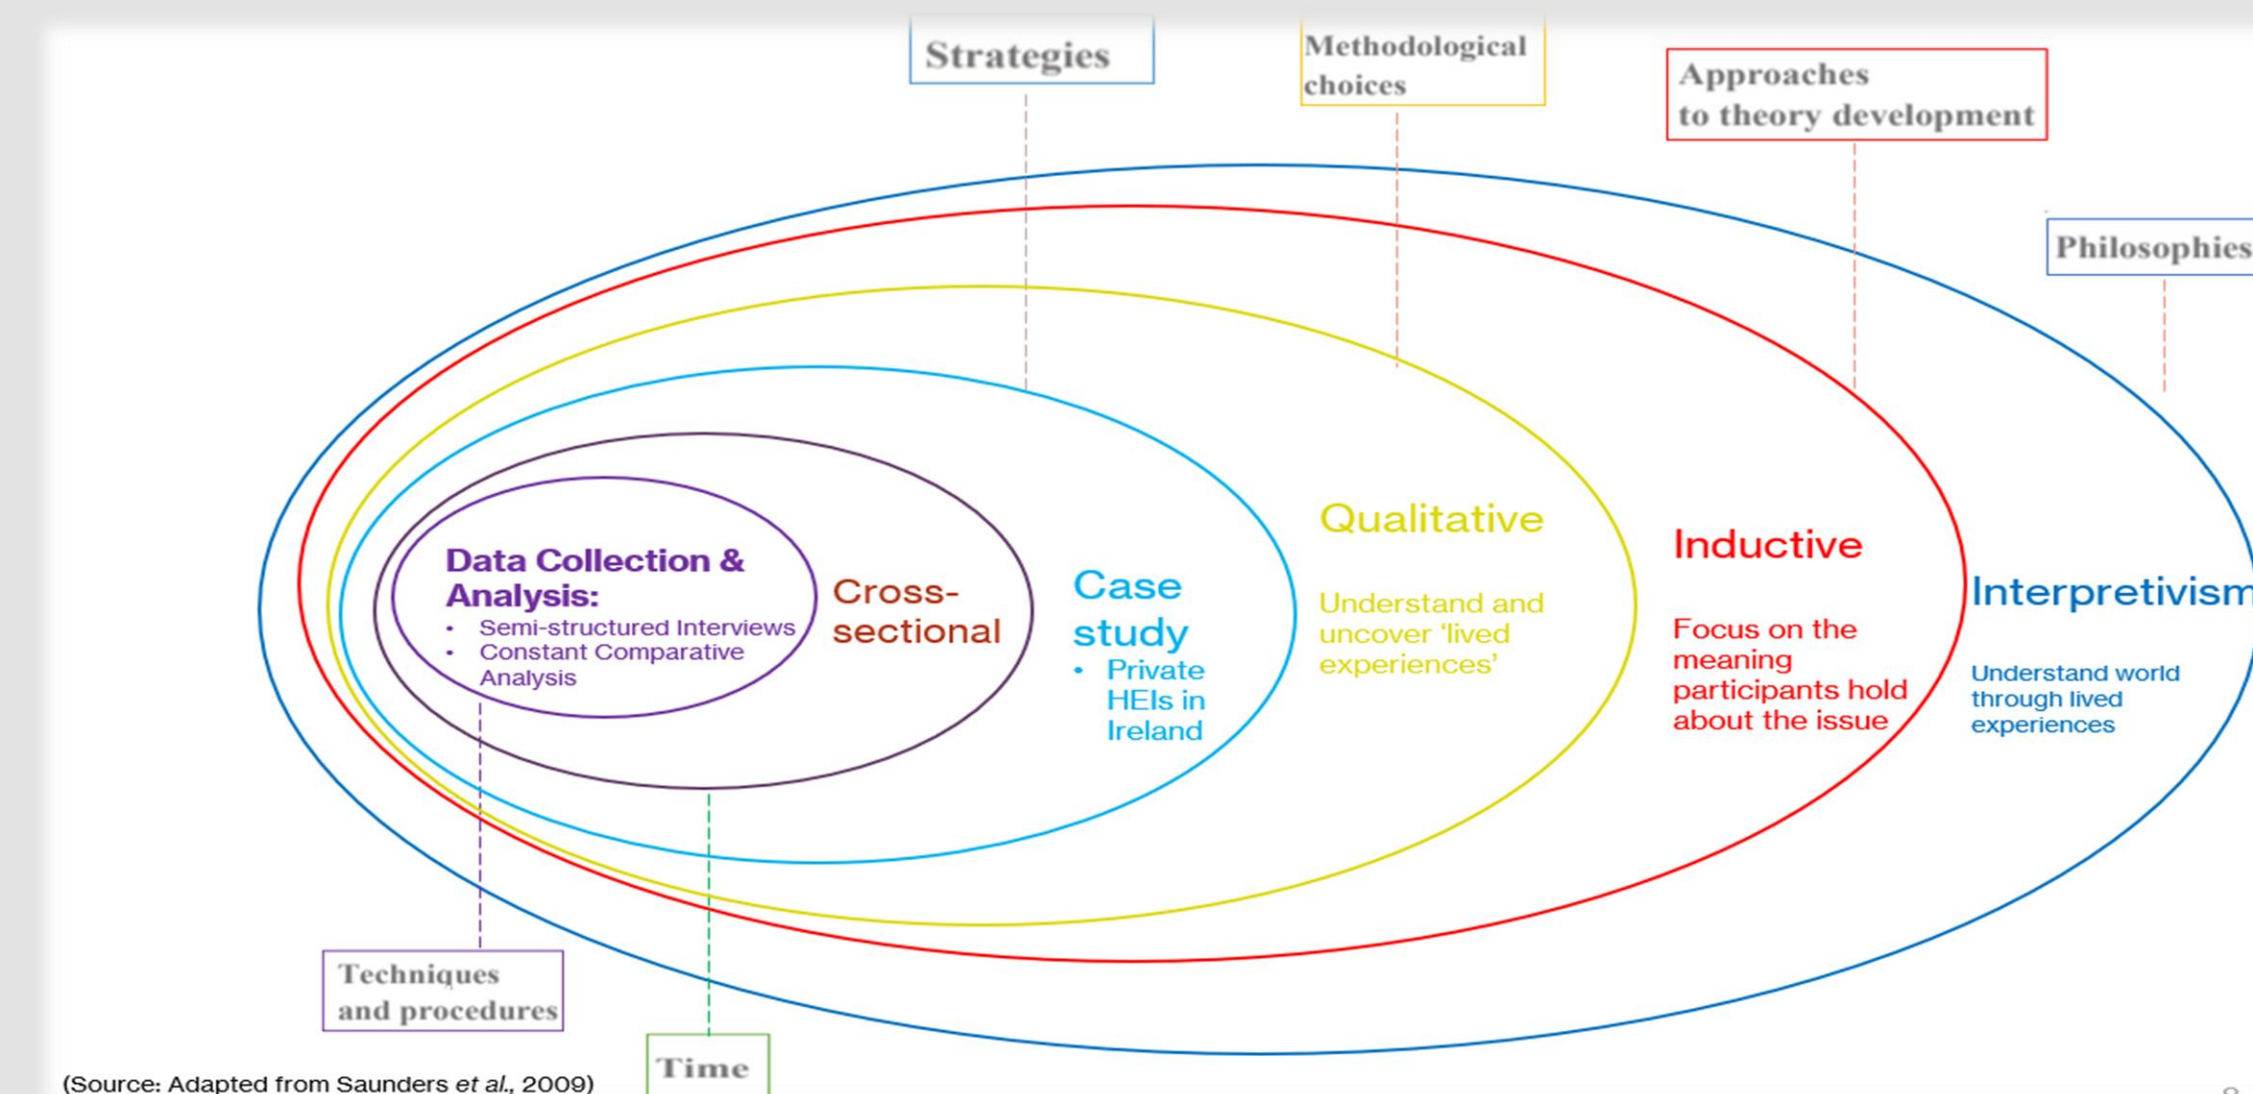 Strategies
Methodological
choices
Approaches
to theory development
Philosophies
Qualitative
Understand and
uncover ‘lived
experiences’
Inductive
Focus on the
meaning
participants hold
about the issue
Interpretivism
Understand world
through lived
experiences
Case
study
• Private
HEIs in
Ireland
Cross-
sectional
Data Collection &
Analysis:
• Semi-structured Interviews
• Constant Comparative
Analysis
Techniques
and procedures
Time
(Source: Adapted from Saunders et al., 2009)